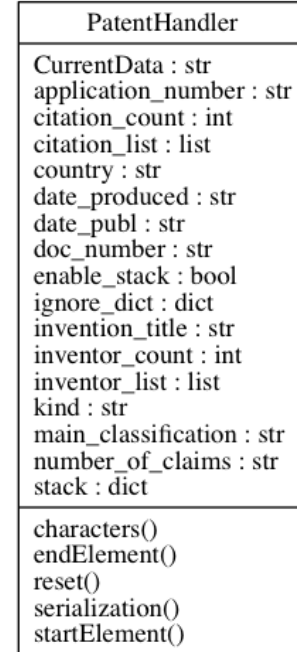 PatentHandler
CurrentData : str
application_number : str
citation_count : int
citation_list : list
country : str
date_produced : str
date_publ : str
doc_number : str
enable_stack : bool
ignore_dict : dict
invention_title : str
inventor_count : int
inventor_list : list
kind : str
main_classification : str
number_of_claims : str
stack : dict
characters()
endElement()
reset()
serialization()
startElement()